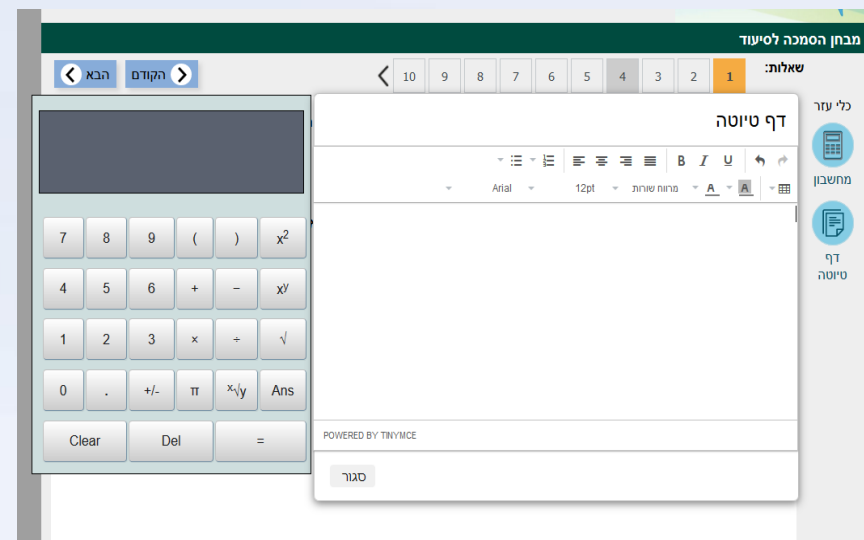 מבחן הסמכה לסיעוד
שאלות:
1 2 3 4 5 6 7 8 9 10
הקודם
הבא
כלי עזר
מחשבון
דף
טיוטה
דף טיוטה
B I U
A A מרווח שורות 12pt Arial
POWERED BY TINYMCE
סגור
7 8 9 ( ) x²
4 5 6 + − xʸ
1 2 3 × ÷ √
0 . +/- π ˣ√y Ans
Clear Del =